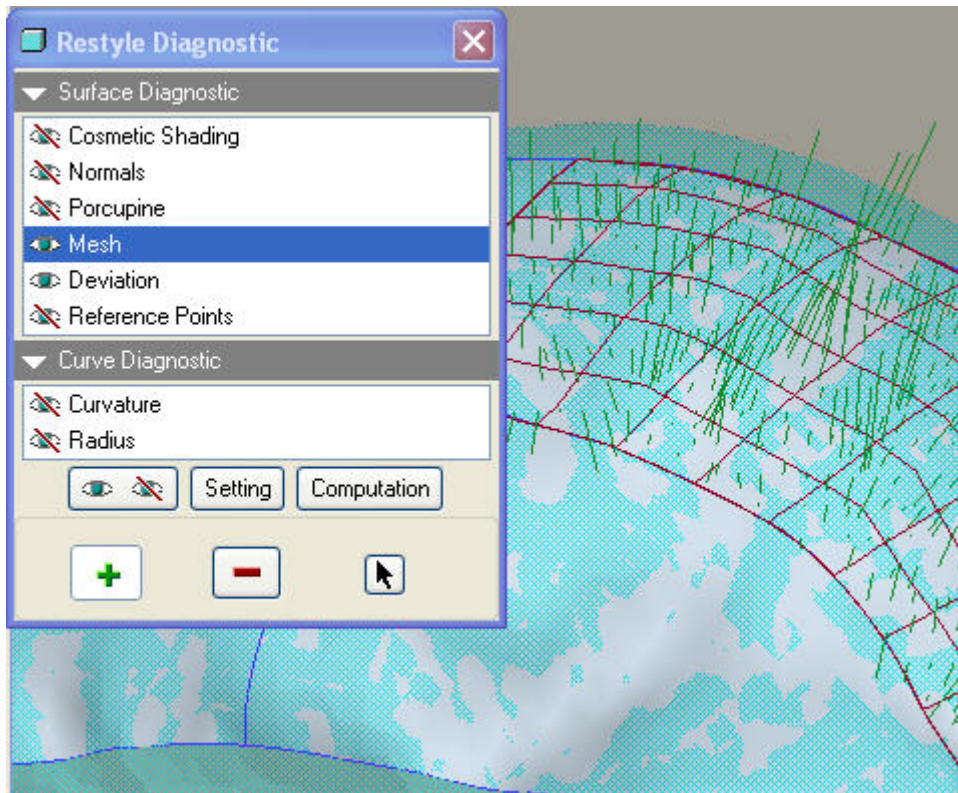 Restyle Diagnostic
Surface Diagnostic
Cosmetic Shading
Normals
Porcupine
Mesh
Deviation
Reference Points
Curve Diagnostic
Curvature
Radius
Setting Computation